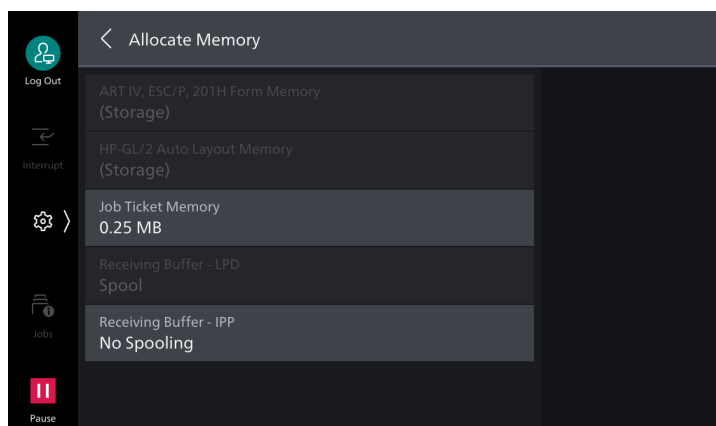 Allocate Memory
Log Out
Interrupt
Jobs
Pause
ART IV, ESC/P, 201H Form Memory
(Storage)
HP-GL/2 Auto Layout Memory
(Storage)
Job Ticket Memory
0.25 MB
Receiving Buffer - LPD
Spool
Receiving Buffer - IPP
No Spooling